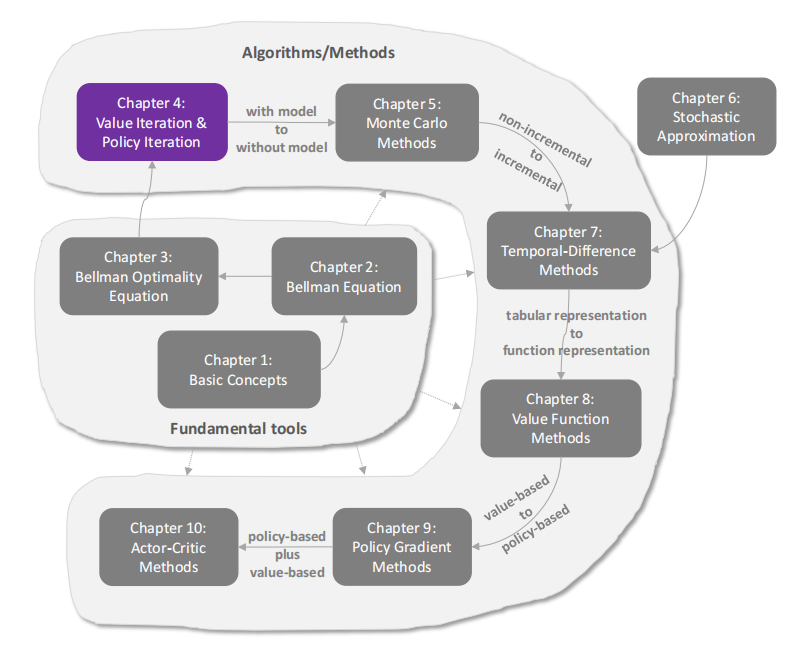 Algorithms/Methods
Chapter 4:
Value Iteration &
Policy Iteration
with model
to
without model
Chapter 5:
Monte Carlo
Methods
non-incremental
to
incremental
Chapter 6:
Stochastic
Approximation
Chapter 3:
Bellman Optimality
Equation
Chapter 2:
Bellman Equation
Chapter 7:
Temporal-Difference
Methods
Chapter 1:
Basic Concepts
tabular representation
to
function representation
Fundamental tools
Chapter 8:
Value Function
Methods
value-based
to
policy-based
Chapter 10:
Actor-Critic
Methods
policy-based
plus
value-based
Chapter 9:
Policy Gradient
Methods